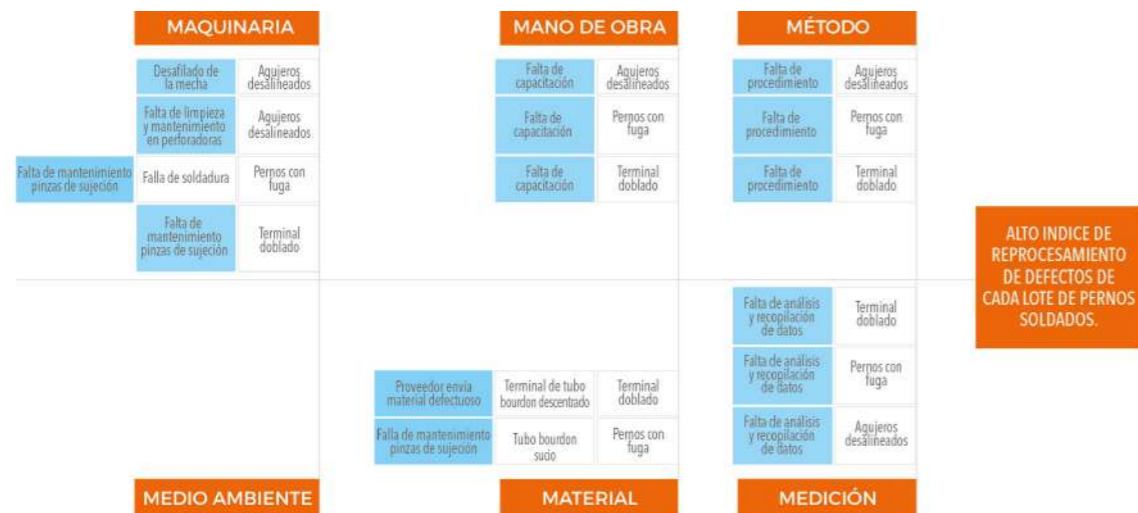 MAQUINARIA
Desafilado de
la mecha
Agujeros
desalineados
Falta de limpieza
y mantenimiento
en perforadoras
Agujeros
desalineados
Falta de mantenimiento
pinzas de sujeción
Falla de soldadura
Pernos con
fuga
Falta de
mantenimiento
pinzas de sujeción
Terminal
doblado
MANO DE OBRA
Falta de
capacitación
Agujeros
desalineados
Falta de
capacitación
Pernos con
fuga
Falta de
capacitación
Terminal
doblado
MÉTODO
Falta de
procedimiento
Agujeros
desalineados
Falta de
procedimiento
Pernos con
fuga
Falta de
procedimiento
Terminal
doblado
ALTO INDICE DE
REPROCESAMIENTO
DE DEFECTOS DE
CADA LOTE DE PERNOS
SOLDADOS.
MEDIO AMBIENTE
Proveedor envía
material defectuoso
Terminal de tubo
bourdon descentrado
Terminal
doblado
Falla de mantenimiento
pinzas de sujeción
Tubo bourdon
sucio
Pernos con
fuga
MATERIAL
Falta de análisis
y recopilación
de datos
Terminal
doblado
Falta de análisis
y recopilación
de datos
Pernos con
fuga
Falta de análisis
y recopilación
de datos
Agujeros
desalineados
MEDICIÓN